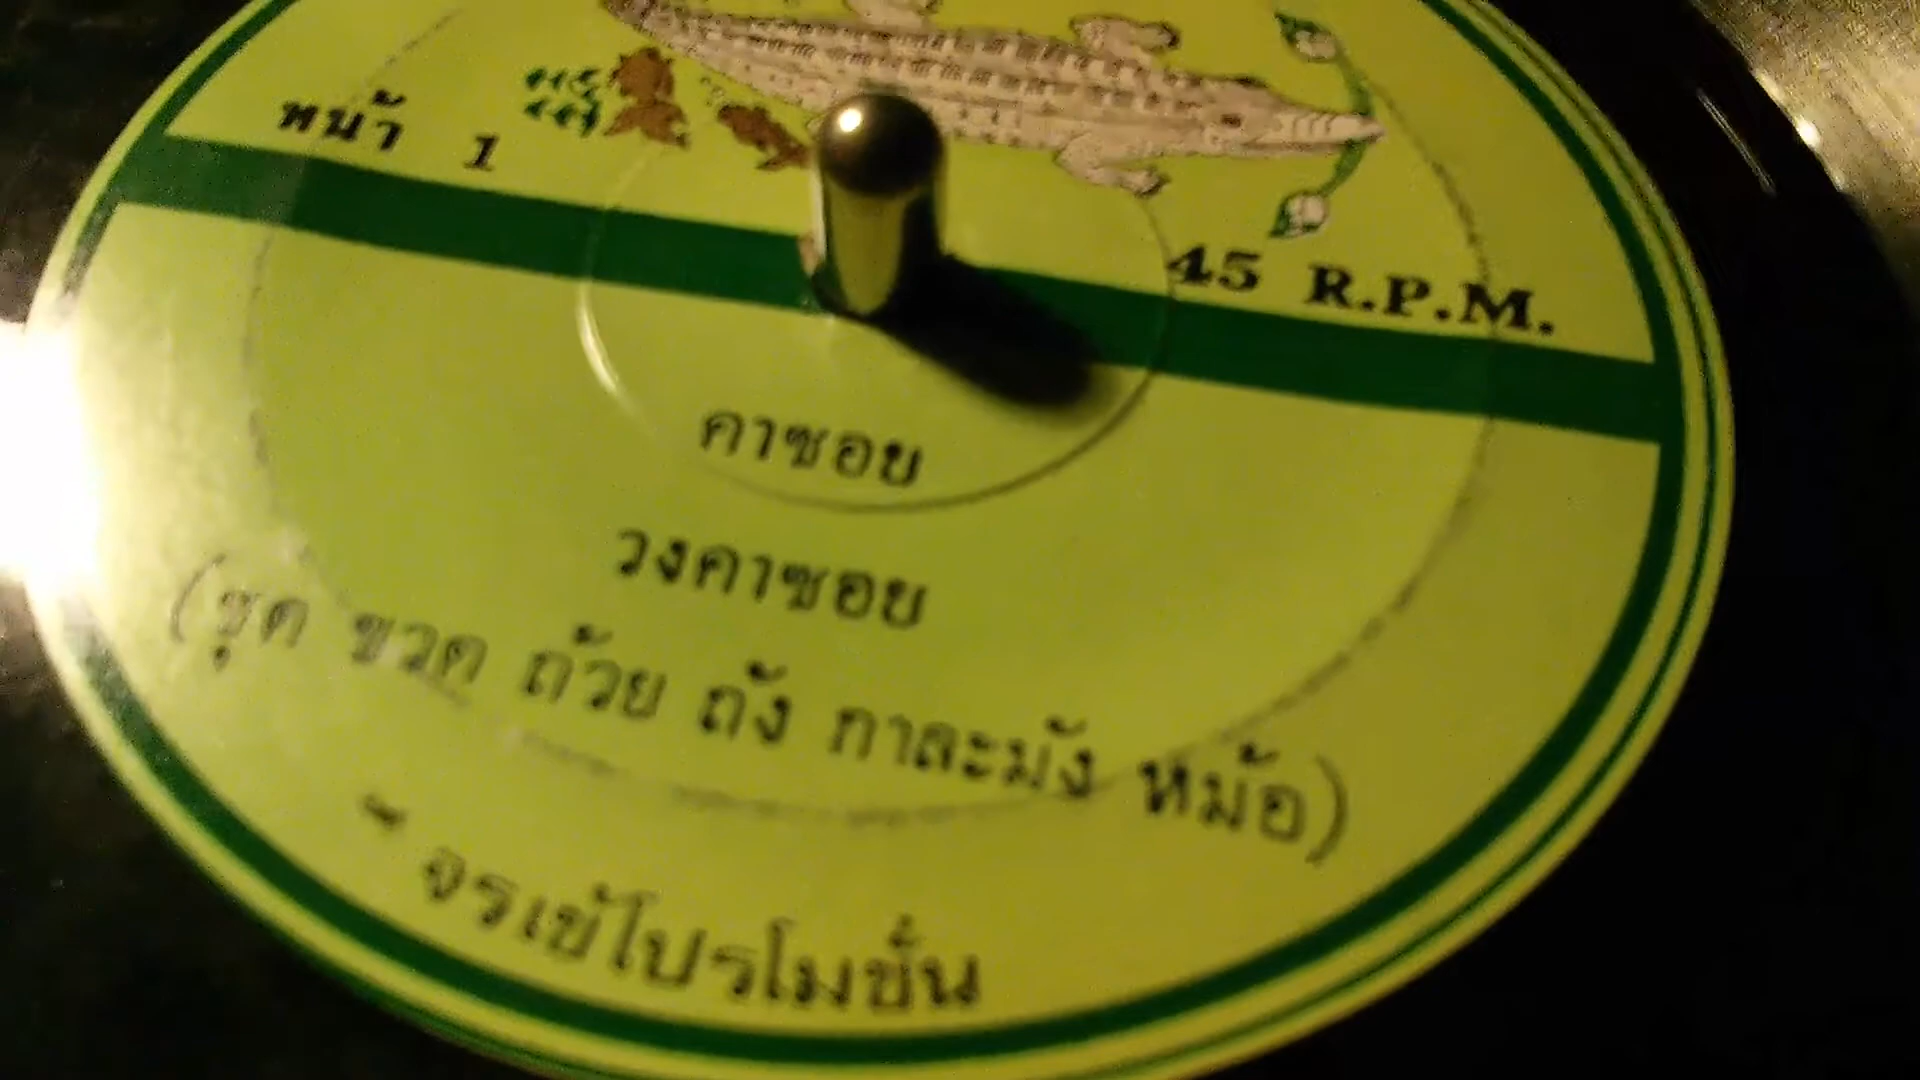 หน้า 1
45 R.P.M.
คาซอย
วงคาซอย
(ชุด ขวด ถ้วย ถัง กาละมัง หม้อ)
จรเข้โปรโมชั่น